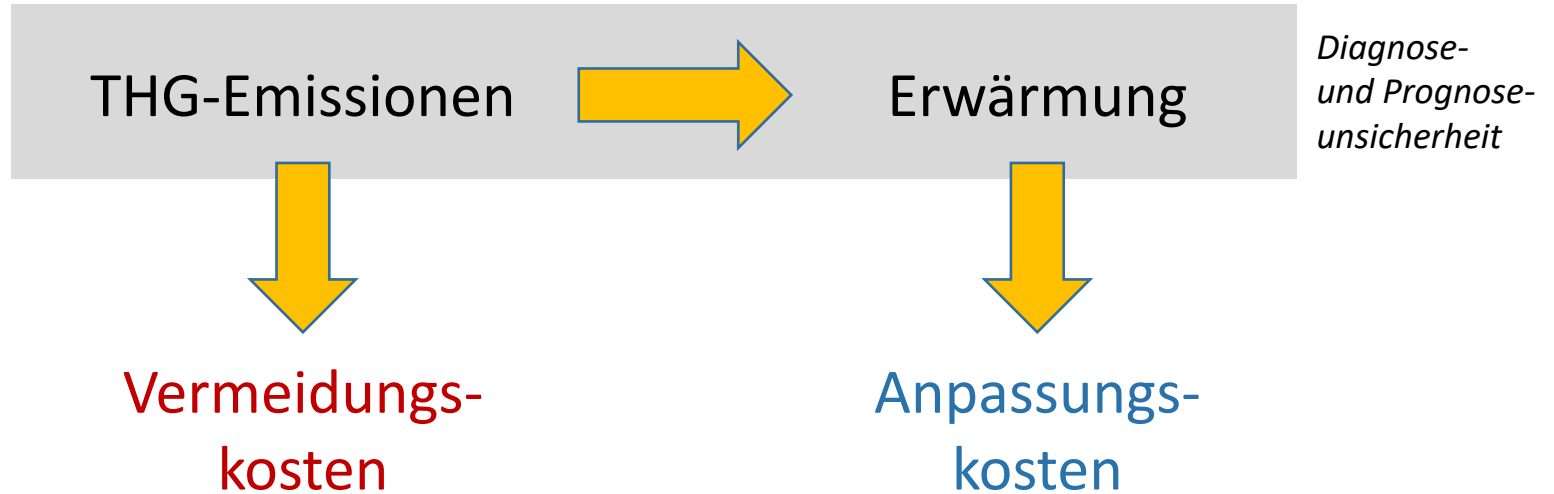 THG-Emissionen
Erwärmung
Diagnose-
und Prognose-
unsicherheit
Vermeidungs-
kosten
Anpassungs-
kosten